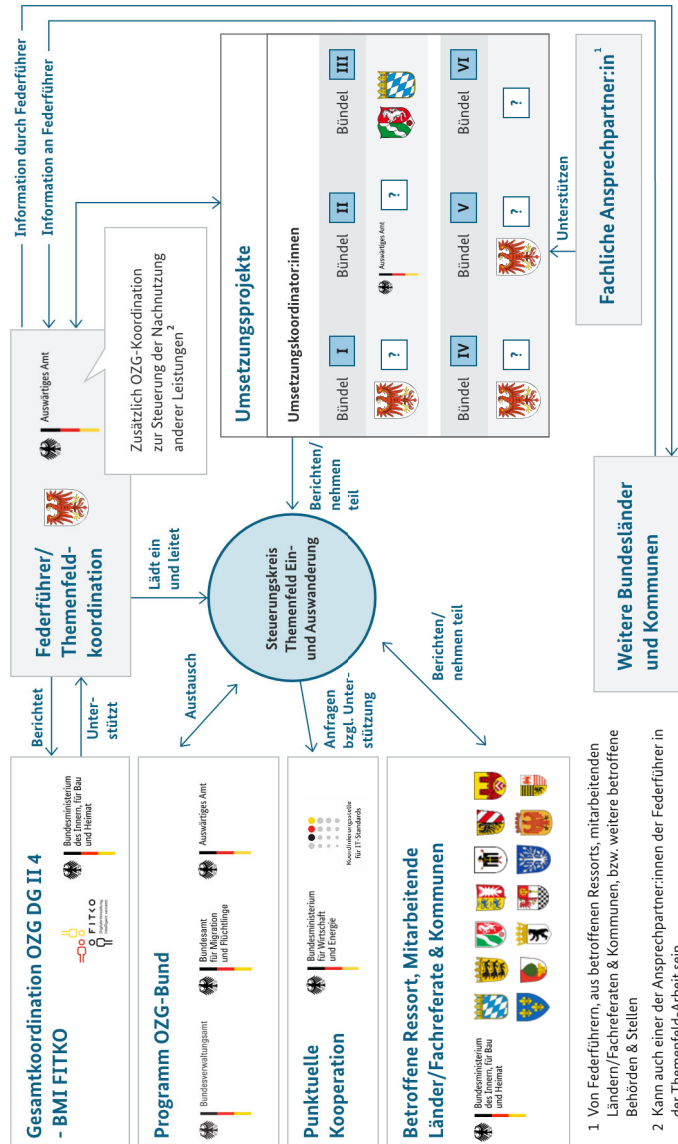 Gesamtkoordination OZG DG II 4
- BMI FITKO
FITKO
Bundesministerium
des Innern, für Bau
und Heimat
Berichtet
Unter-
stützt
Federführer/
Themenfeld-
koordination
Auswärtiges Amt
Zusätzlich OZG-Koordination
zur Steuerung der Nachnutzung
anderer Leistungen²
Information durch Federführer
Information an Federführer
Programm OZG-Bund
Bundesverwaltungsamt
Bundesamt
für Migration
und Flüchtlinge
Auswärtiges Amt
Austausch
Lädt ein
und leitet
Punktuelle
Kooperation
Bundesministerium
für Wirtschaft
und Energie
Koordinierungsstelle
für IT-Standards
Anfragen
bzgl. Unter-
stützung
Steuerungskreis
Themenfeld Ein-
und Auswanderung
Berichten/
nehmen
teil
Umsetzungsprojekte
Umsetzungskoordinator:innen
Bündel I
Bündel II
Bündel III
?
Auswärtiges Amt
?
Bündel IV
Bündel V
Bündel VI
?
?
?
Unterstützen
Fachliche Ansprechpartner:in¹
Betroffene Ressort, Mitarbeitende
Länder/Fachreferate & Kommunen
Bundesministerium
des Innern, für Bau
und Heimat
Berichten/
nehmen teil
Weitere Bundesländer
und Kommunen
1 Von Federführern, aus betroffenen Ressorts, mitarbeitenden
Ländern/Fachreferaten & Kommunen, bzw. weitere betroffene
Behörden & Stellen
2 Kann auch einer der Ansprechpartner:innen der Federführer in
der Themenfeld-Arbeit sein